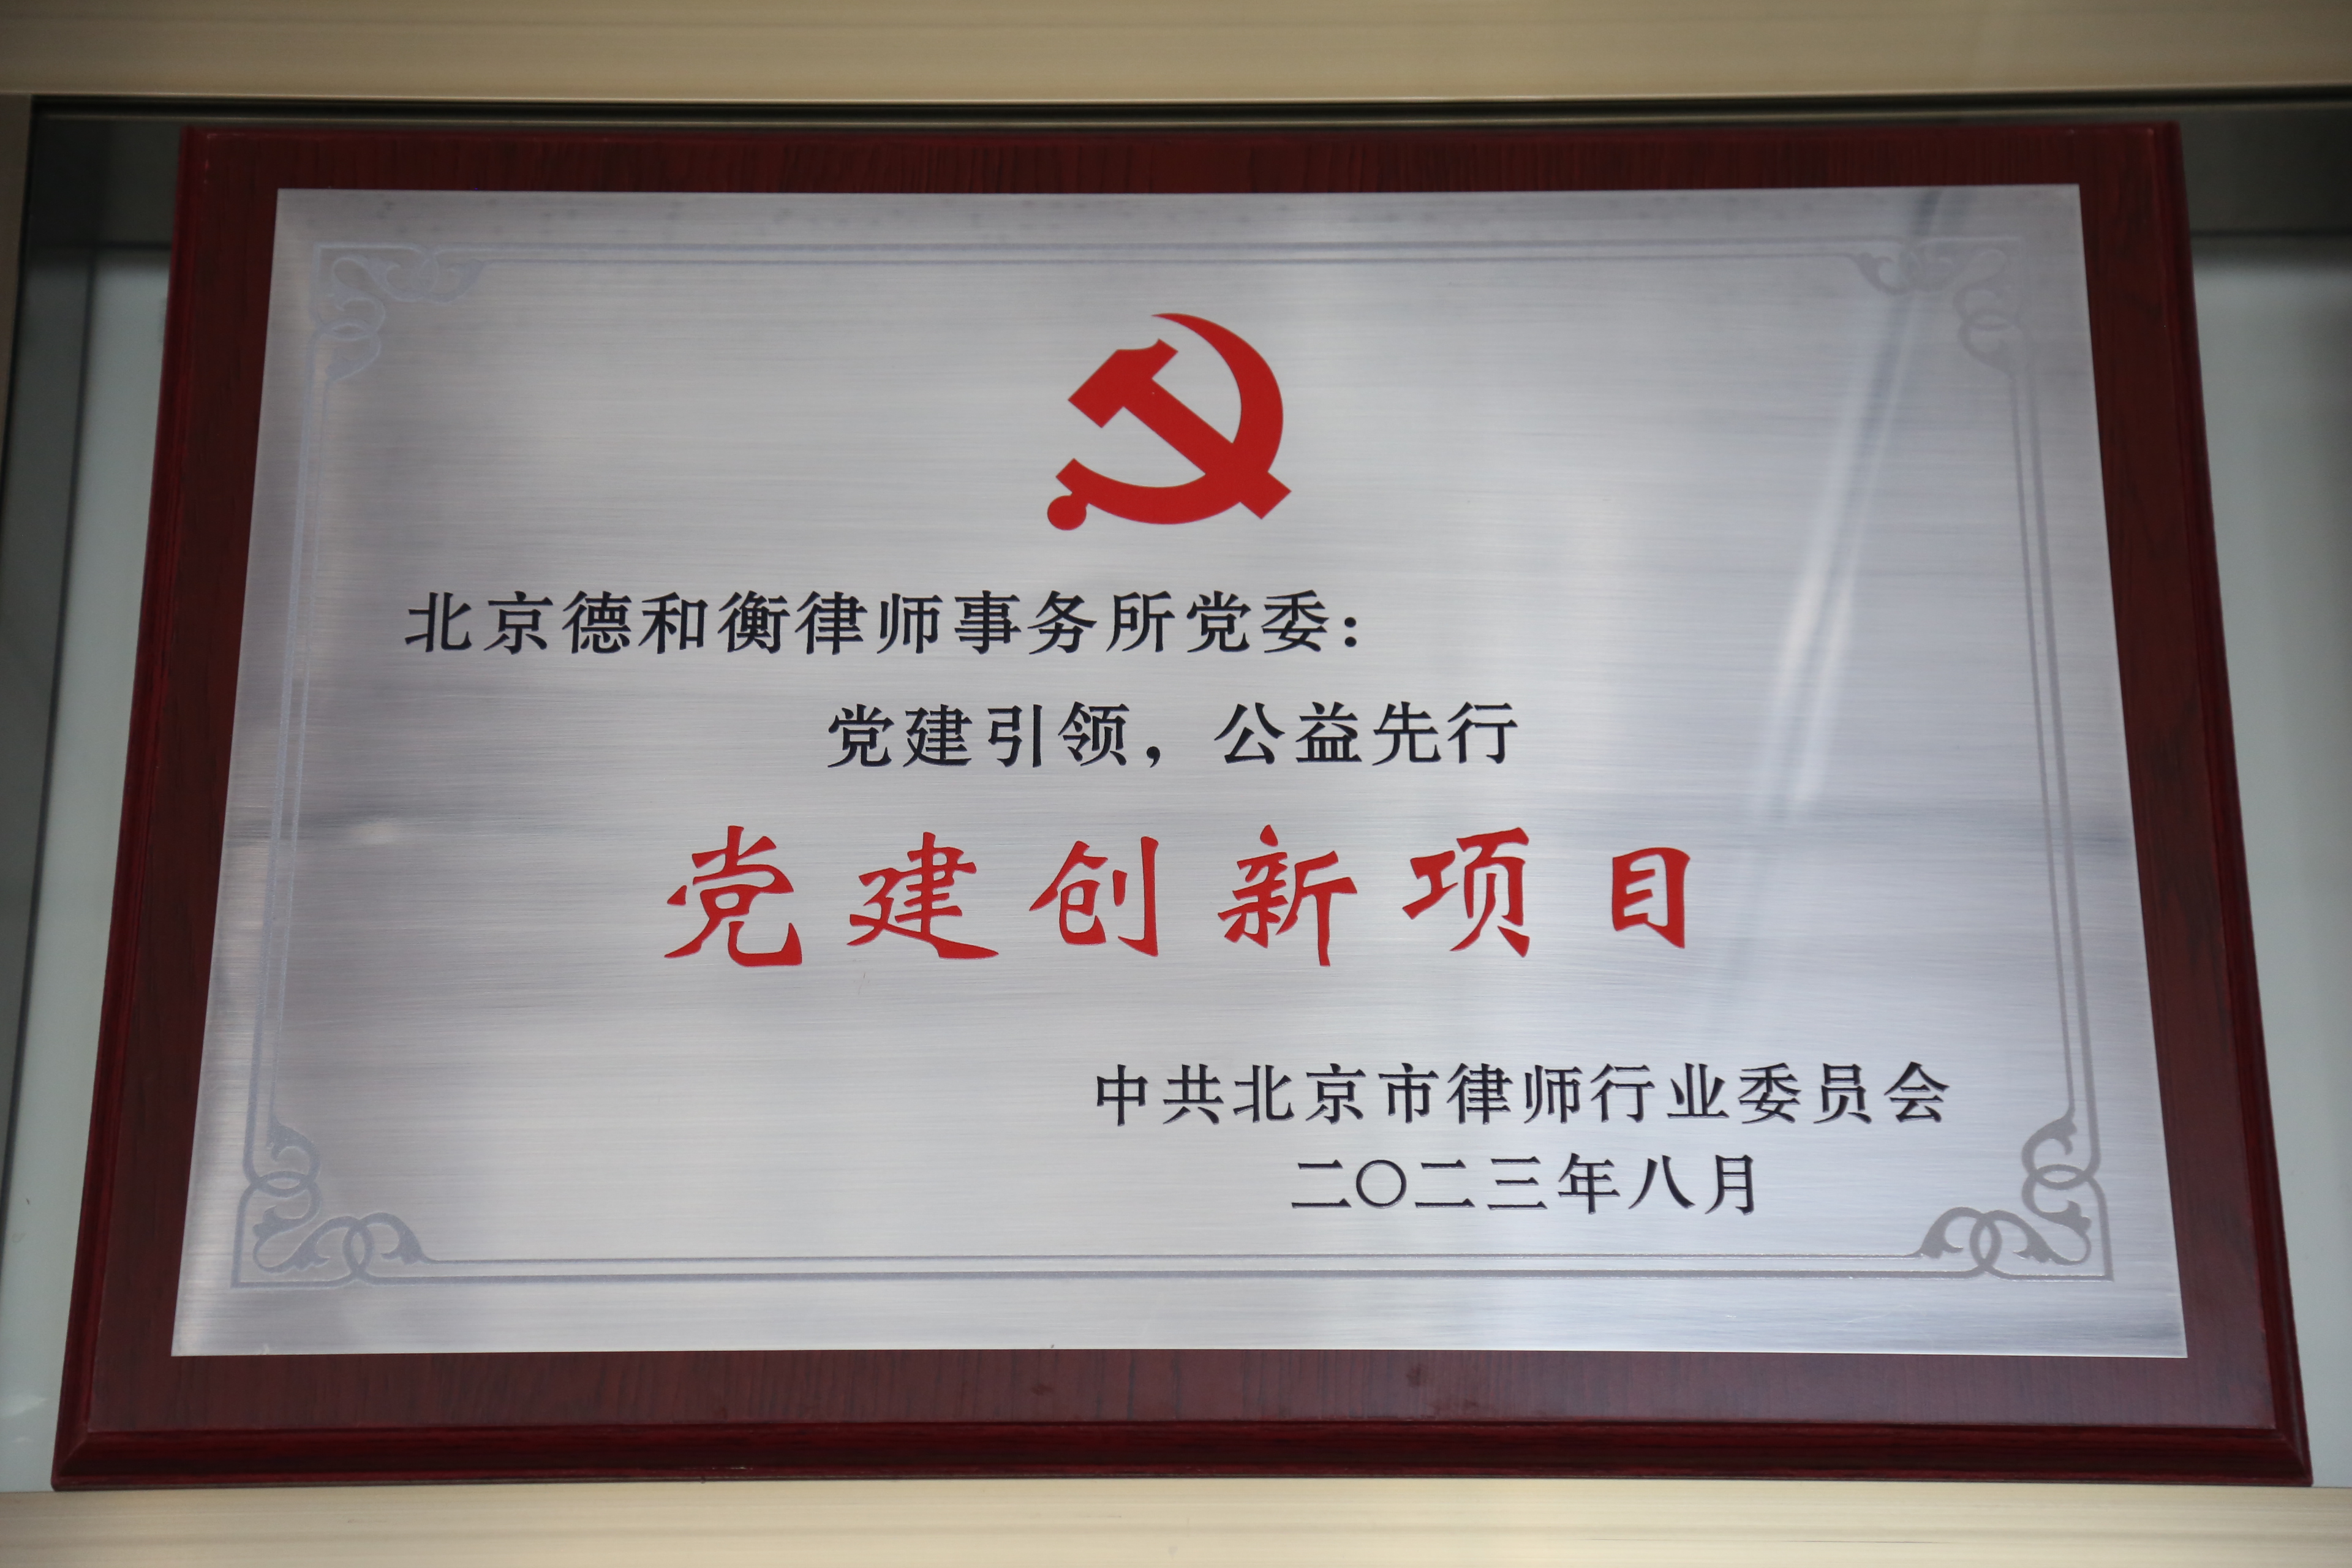 北京德和衡律师事务所党委：
党建引领，公益先行
党建创新项目
中共北京市律师行业委员会
二〇二三年八月